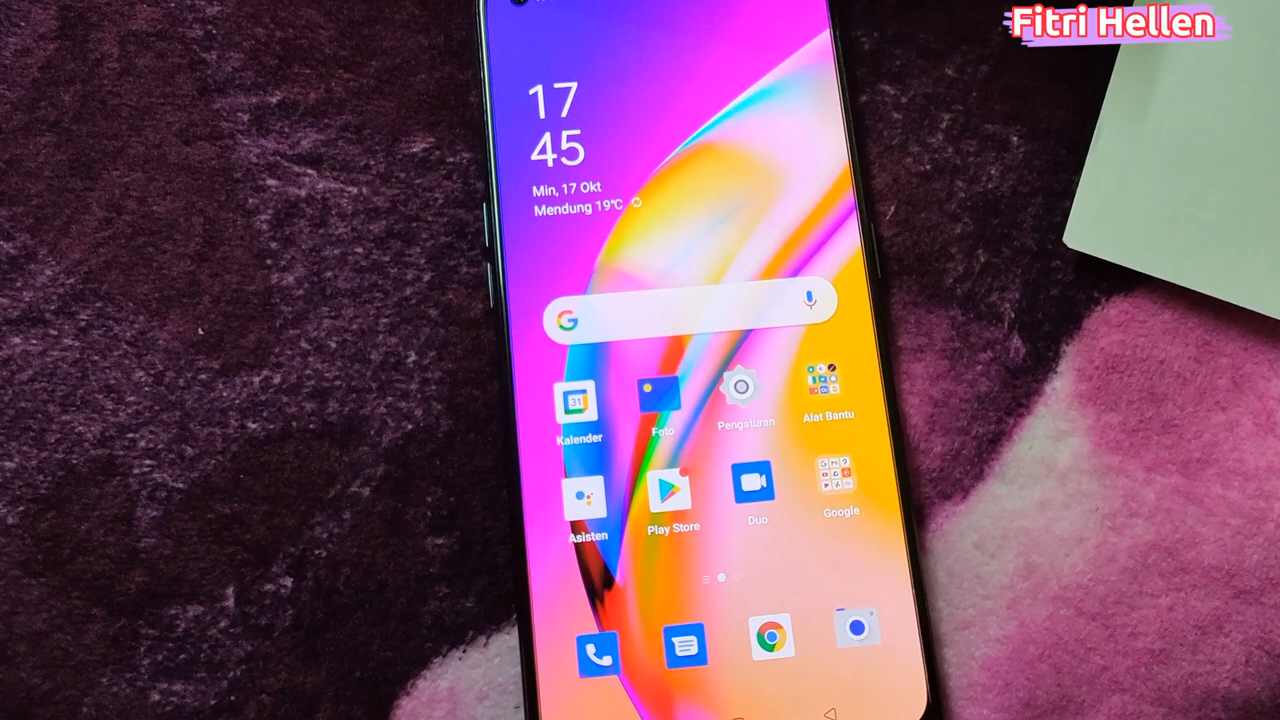 Fitri Hellen
17
45
Min, 17 Okt
Mendung 19℃
G
31
Kalender
Foto
Pengaturan
Alat Bantu
Asisten
Play Store
Duo
Google